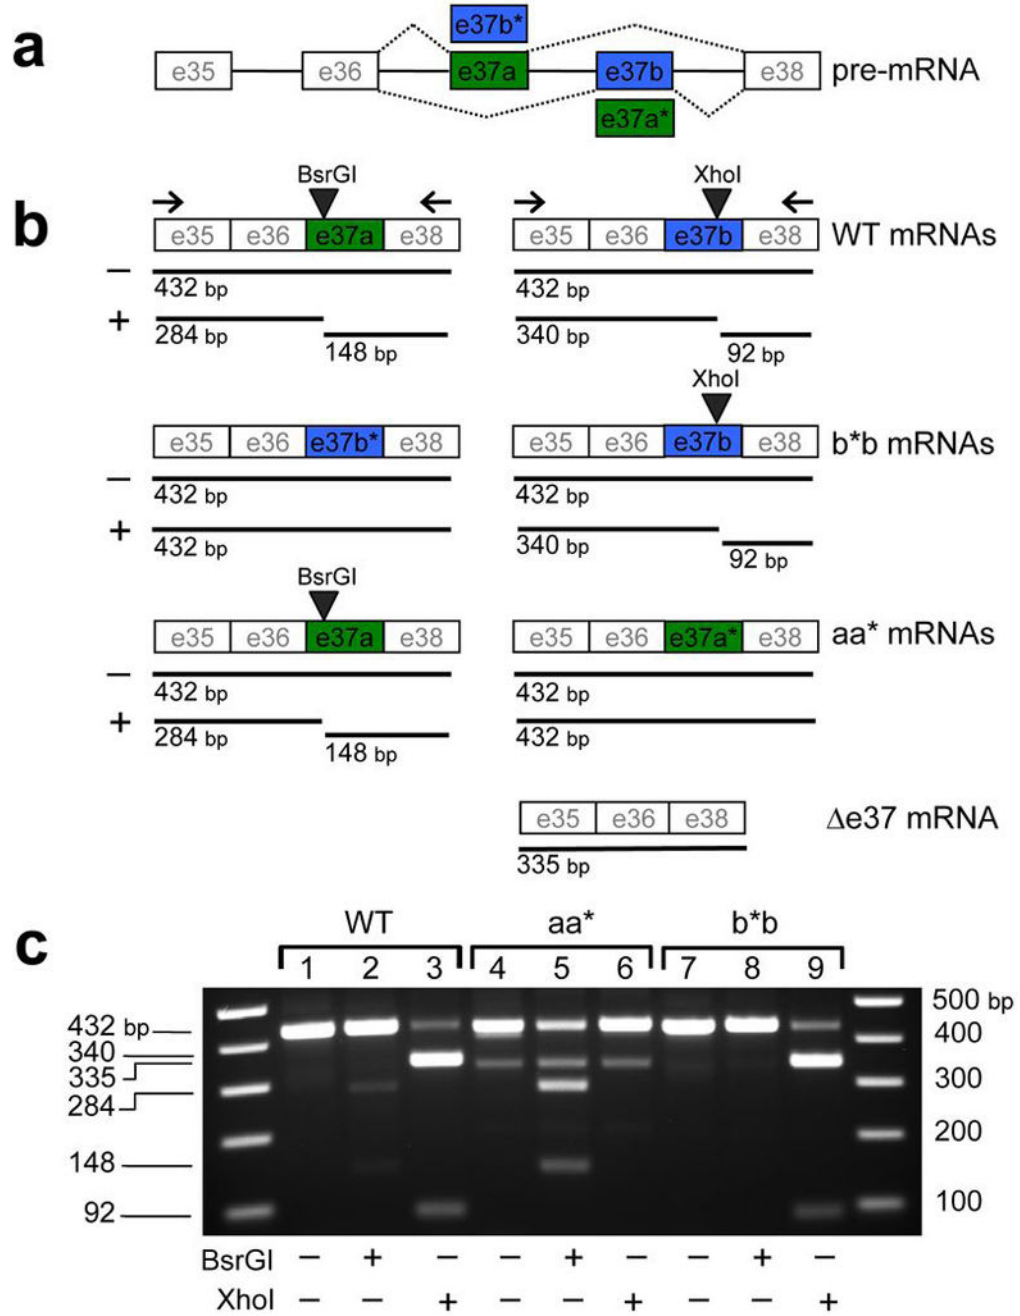 a
e37b*
e35 e36 e37a e37b e38 pre-mRNA
e37a*
b
BsrGI XhoI
e35 e36 e37a e38 e35 e36 e37b e38 WT mRNAs
−
432 bp 432 bp
+
284 bp 148 bp 340 bp 92 bp
XhoI
e35 e36 e37b* e38 e35 e36 e37b e38 b*b mRNAs
−
432 bp 432 bp
+
432 bp 340 bp 92 bp
BsrGI
e35 e36 e37a e38 e35 e36 e37a* e38 aa* mRNAs
−
432 bp 432 bp
+
284 bp 148 bp 432 bp
e35 e36 e38 Δe37 mRNA
335 bp
c
WT aa* b*b
1 2 3 4 5 6 7 8 9
432 bp
340
335
284
148
92
500 bp
400
300
200
100
BsrGI − + − − + − − + −
XhoI − − + − − + − − +